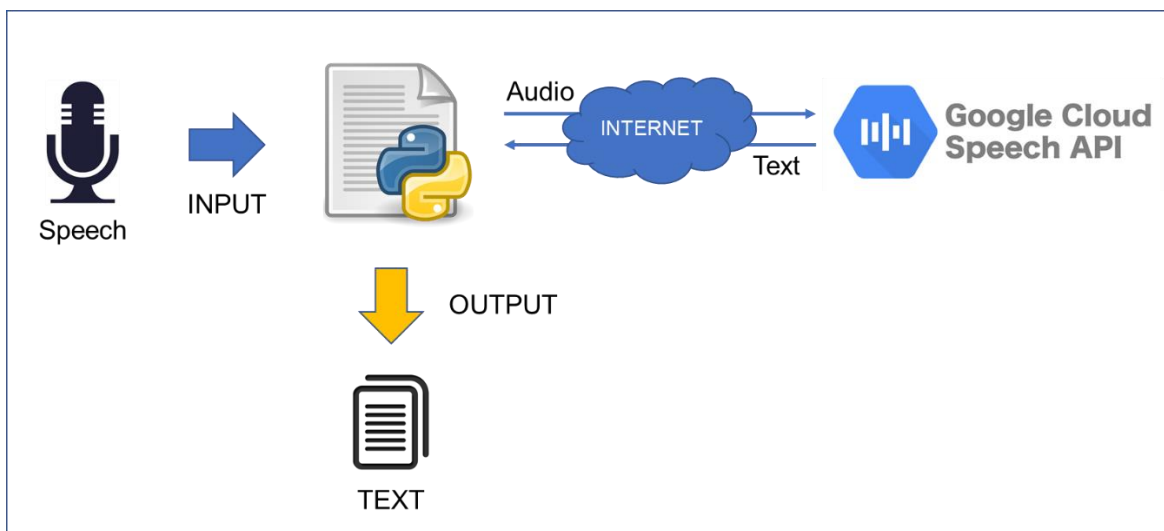 Speech
INPUT
Audio
INTERNET
Text
Google Cloud
Speech API
OUTPUT
TEXT